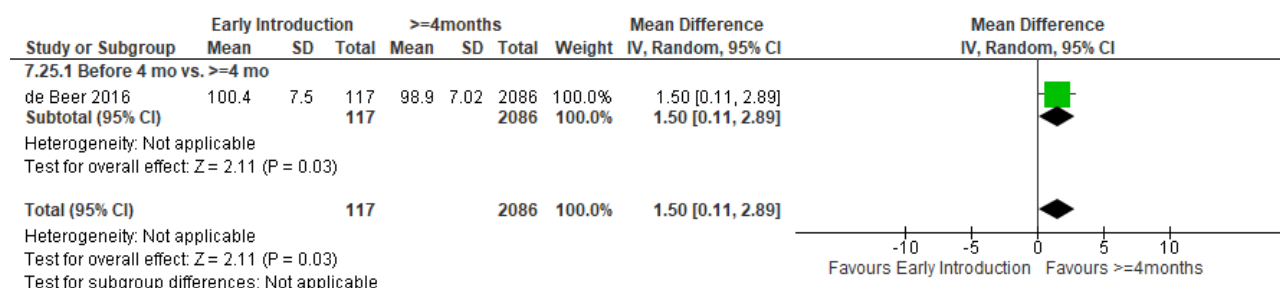 Early Introduction >=4months Mean Difference Mean Difference
Study or Subgroup Mean SD Total Mean SD Total Weight IV, Random, 95% CI IV, Random, 95% CI
7.25.1 Before 4 mo vs. >=4 mo
de Beer 2016 100.4 7.5 117 98.9 7.02 2086 100.0% 1.50 [0.11, 2.89]
Subtotal (95% CI) 117 2086 100.0% 1.50 [0.11, 2.89]
Heterogeneity: Not applicable
Test for overall effect: Z = 2.11 (P = 0.03)
Total (95% CI) 117 2086 100.0% 1.50 [0.11, 2.89]
Heterogeneity: Not applicable
Test for overall effect: Z = 2.11 (P = 0.03)
Test for subgroup differences: Not applicable
-10 -5 0 5 10
Favours Early Introduction Favours >=4months